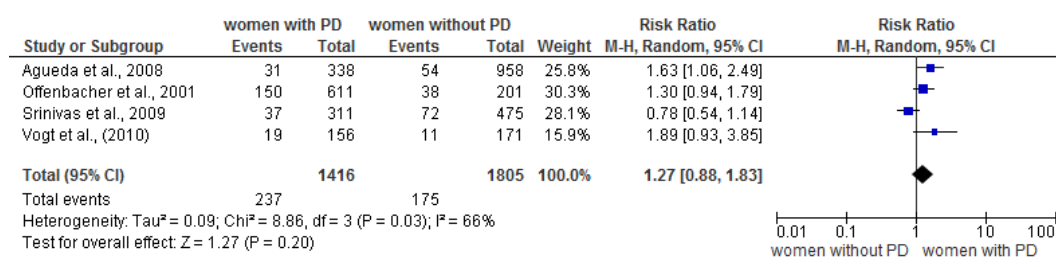 women with PD women without PD Risk Ratio Risk Ratio
Study or Subgroup Events Total Events Total Weight M-H, Random, 95% CI M-H, Random, 95% CI
Agueda et al., 2008 31 338 54 958 25.8% 1.63 [1.06, 2.49]
Offenbacher et al., 2001 150 611 38 201 30.3% 1.30 [0.94, 1.79]
Srinivas et al., 2009 37 311 72 475 28.1% 0.78 [0.54, 1.14]
Vogt et al., (2010) 19 156 11 171 15.9% 1.89 [0.93, 3.85]
Total (95% CI) 1416 1805 100.0% 1.27 [0.88, 1.83]
Total events 237 175
Heterogeneity: Tau² = 0.09; Chi² = 8.86, df = 3 (P = 0.03); I² = 66%
Test for overall effect: Z = 1.27 (P = 0.20)
0.01 0.1 1 10 100
women without PD women with PD